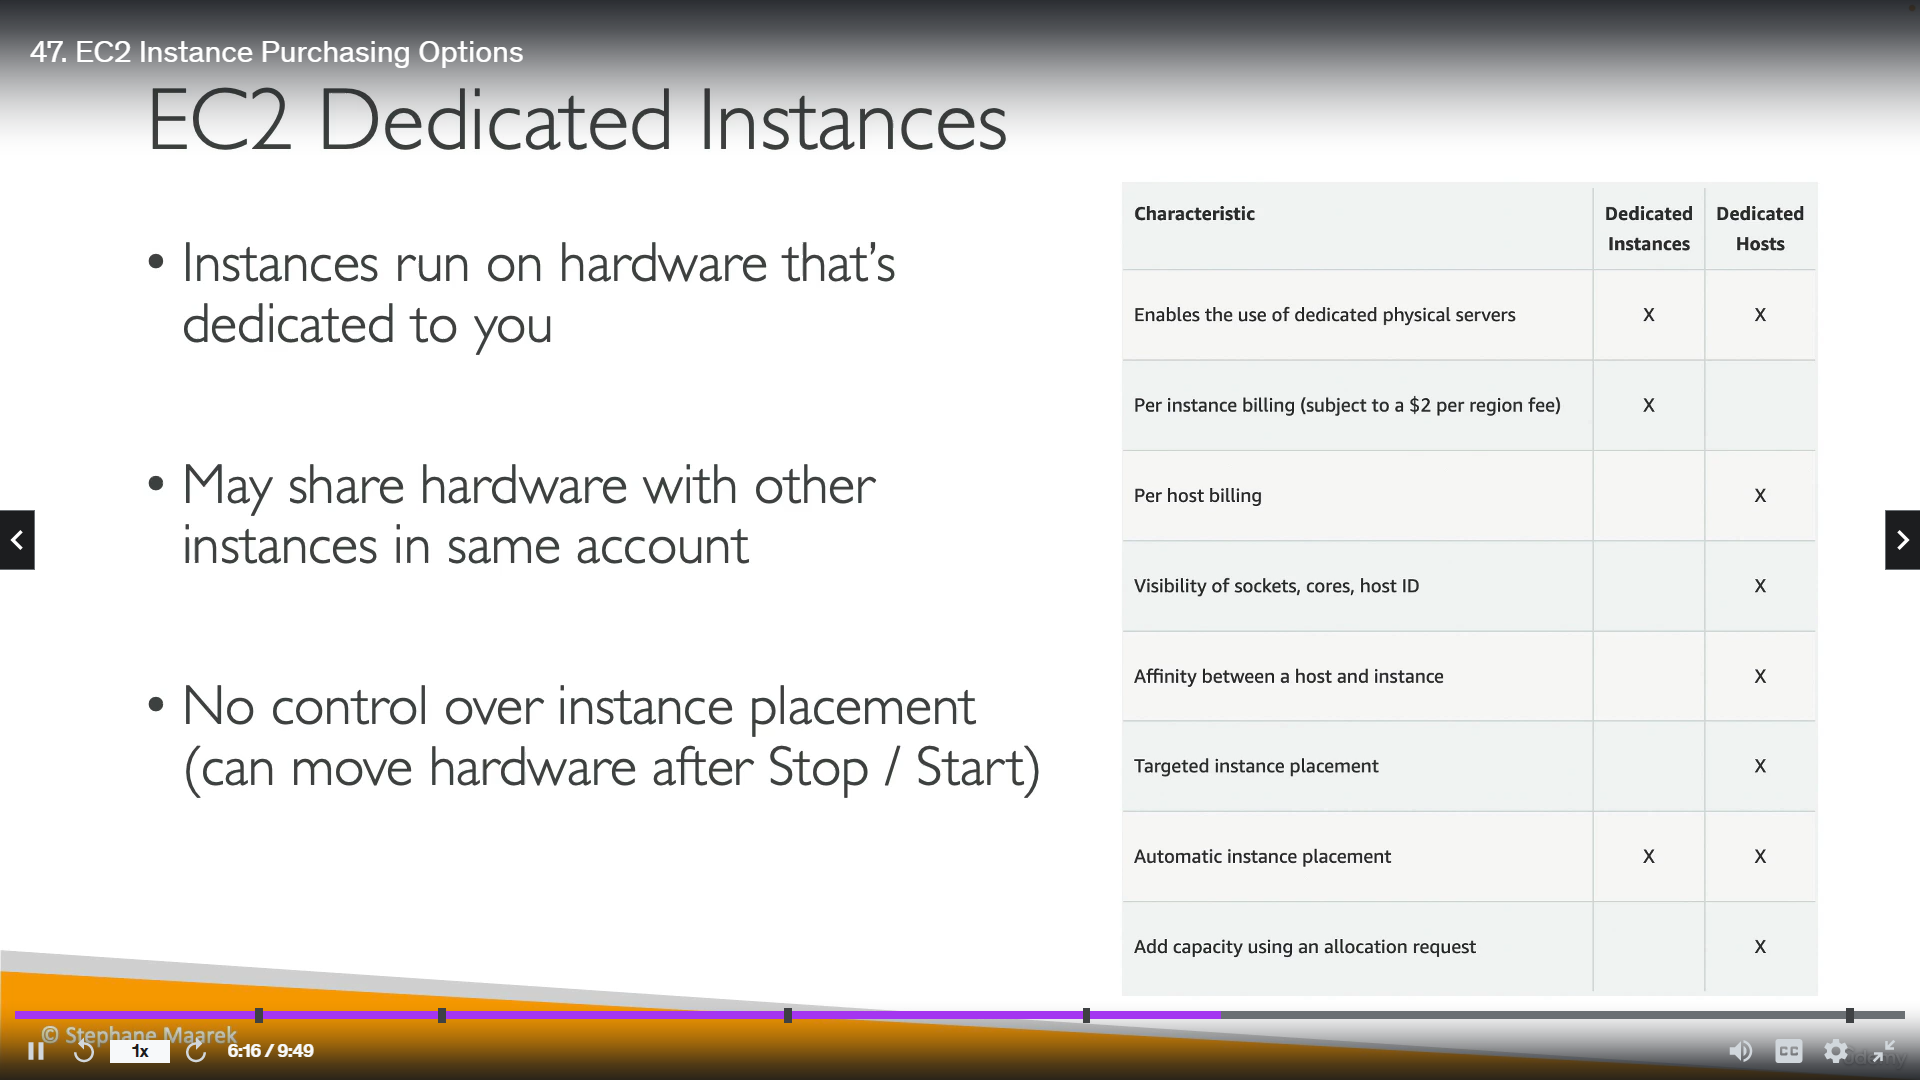 47. EC2 Instance Purchasing Options
EC2 Dedicated Instances
• Instances run on hardware that’s
dedicated to you
• May share hardware with other
instances in same account
• No control over instance placement
(can move hardware after Stop / Start)
Characteristic Dedicated Instances Dedicated Hosts
Enables the use of dedicated physical servers X X
Per instance billing (subject to a $2 per region fee) X
Per host billing X
Visibility of sockets, cores, host ID X
Affinity between a host and instance X
Targeted instance placement X
Automatic instance placement X X
Add capacity using an allocation request X
© Stephane Maarek
1x
6:16 / 9:49
CC